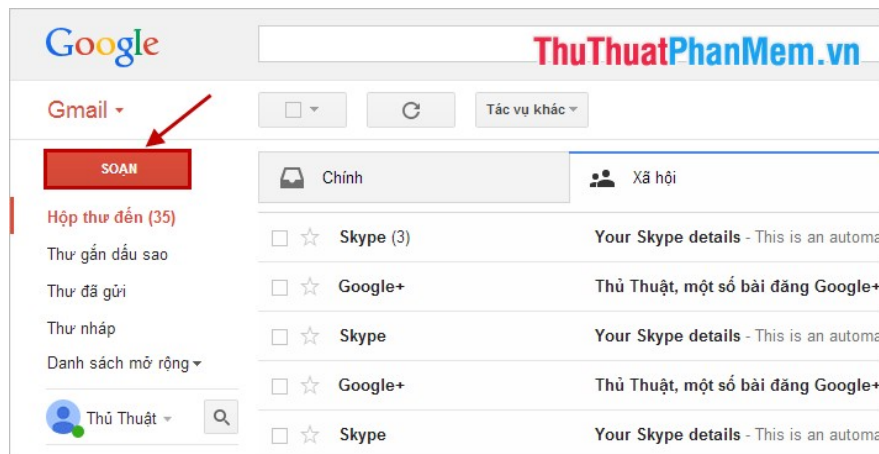 Google
ThuThuatPhanMem.vn
Gmail
Tác vụ khác
SOẠN
Chính
Xã hội
Hộp thư đến (35)
Skype (3)
Your Skype details - This is an automa
Thư gắn dấu sao
Thư đã gửi
Google+
Thủ Thuật, một số bài đăng Google+
Thư nháp
Skype
Your Skype details - This is an automa
Danh sách mở rộng
Google+
Thủ Thuật, một số bài đăng Google+
Thủ Thuật
Skype
Your Skype details - This is an automa